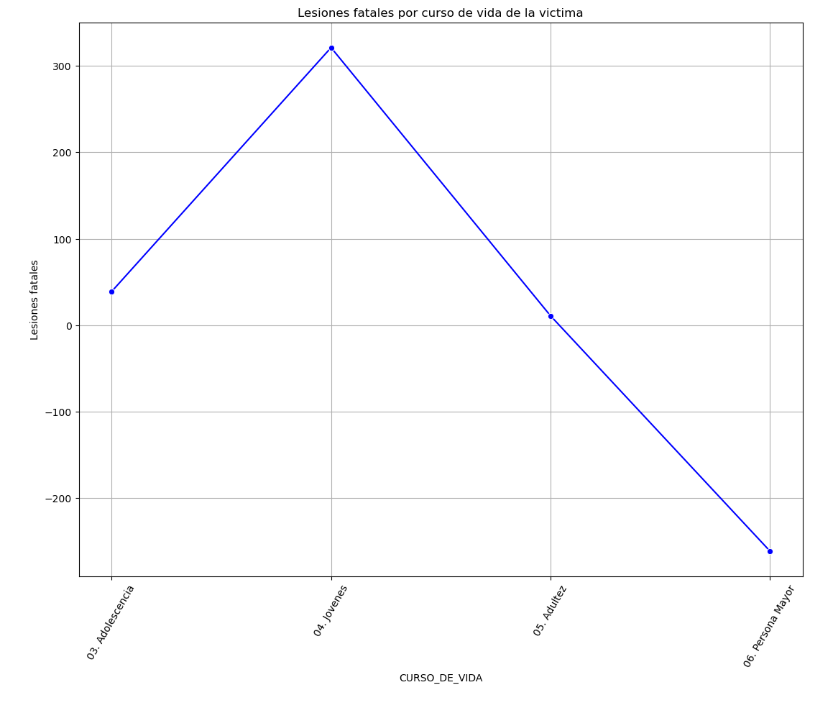 Lesiones fatales por curso de vida de la victima
300
200
100
0
−100
−200
Lesiones fatales
03. Adolescencia
04. Jovenes
05. Adultez
06. Persona Mayor
CURSO_DE_VIDA